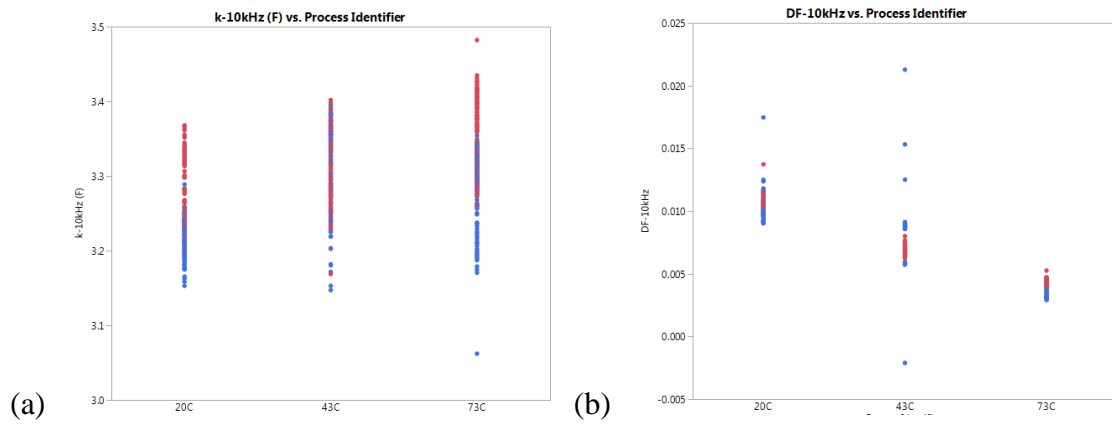 k-10kHz (F) vs. Process Identifier
3.5
3.4
3.3
3.2
3.1
3.0
k-10kHz (F)
20C 43C 73C
(a)
DF-10kHz vs. Process Identifier
0.025
0.020
0.015
0.010
0.005
0.000
-0.005
DF-10kHz
20C 43C 73C
(b)